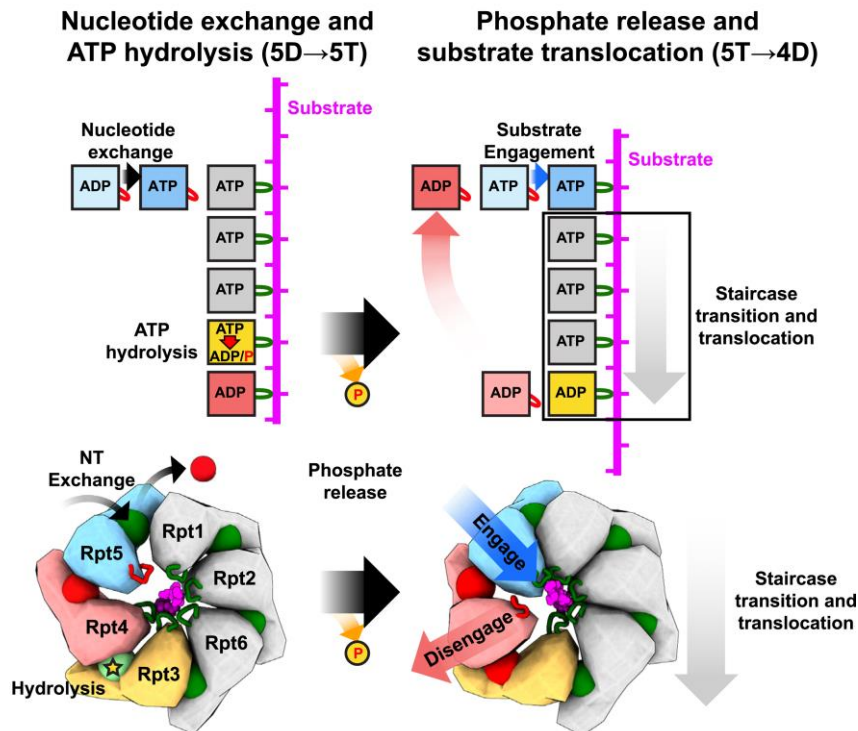 Nucleotide exchange and
ATP hydrolysis (5D→5T)
Substrate
Nucleotide
exchange
ADP
ATP
ATP
ATP
ATP
ATP
hydrolysis
ATP
ADP/P
ADP
P
Phosphate release and
substrate translocation (5T→4D)
Substrate
Engagement
Substrate
ADP
ATP
ATP
ATP
ATP
ATP
ADP
ADP
Staircase
transition and
translocation
NT
Exchange
Rpt1
Rpt5
Rpt2
Rpt4
Rpt6
Rpt3
Hydrolysis
Phosphate
release
P
Engage
Disengage
Staircase
transition and
translocation